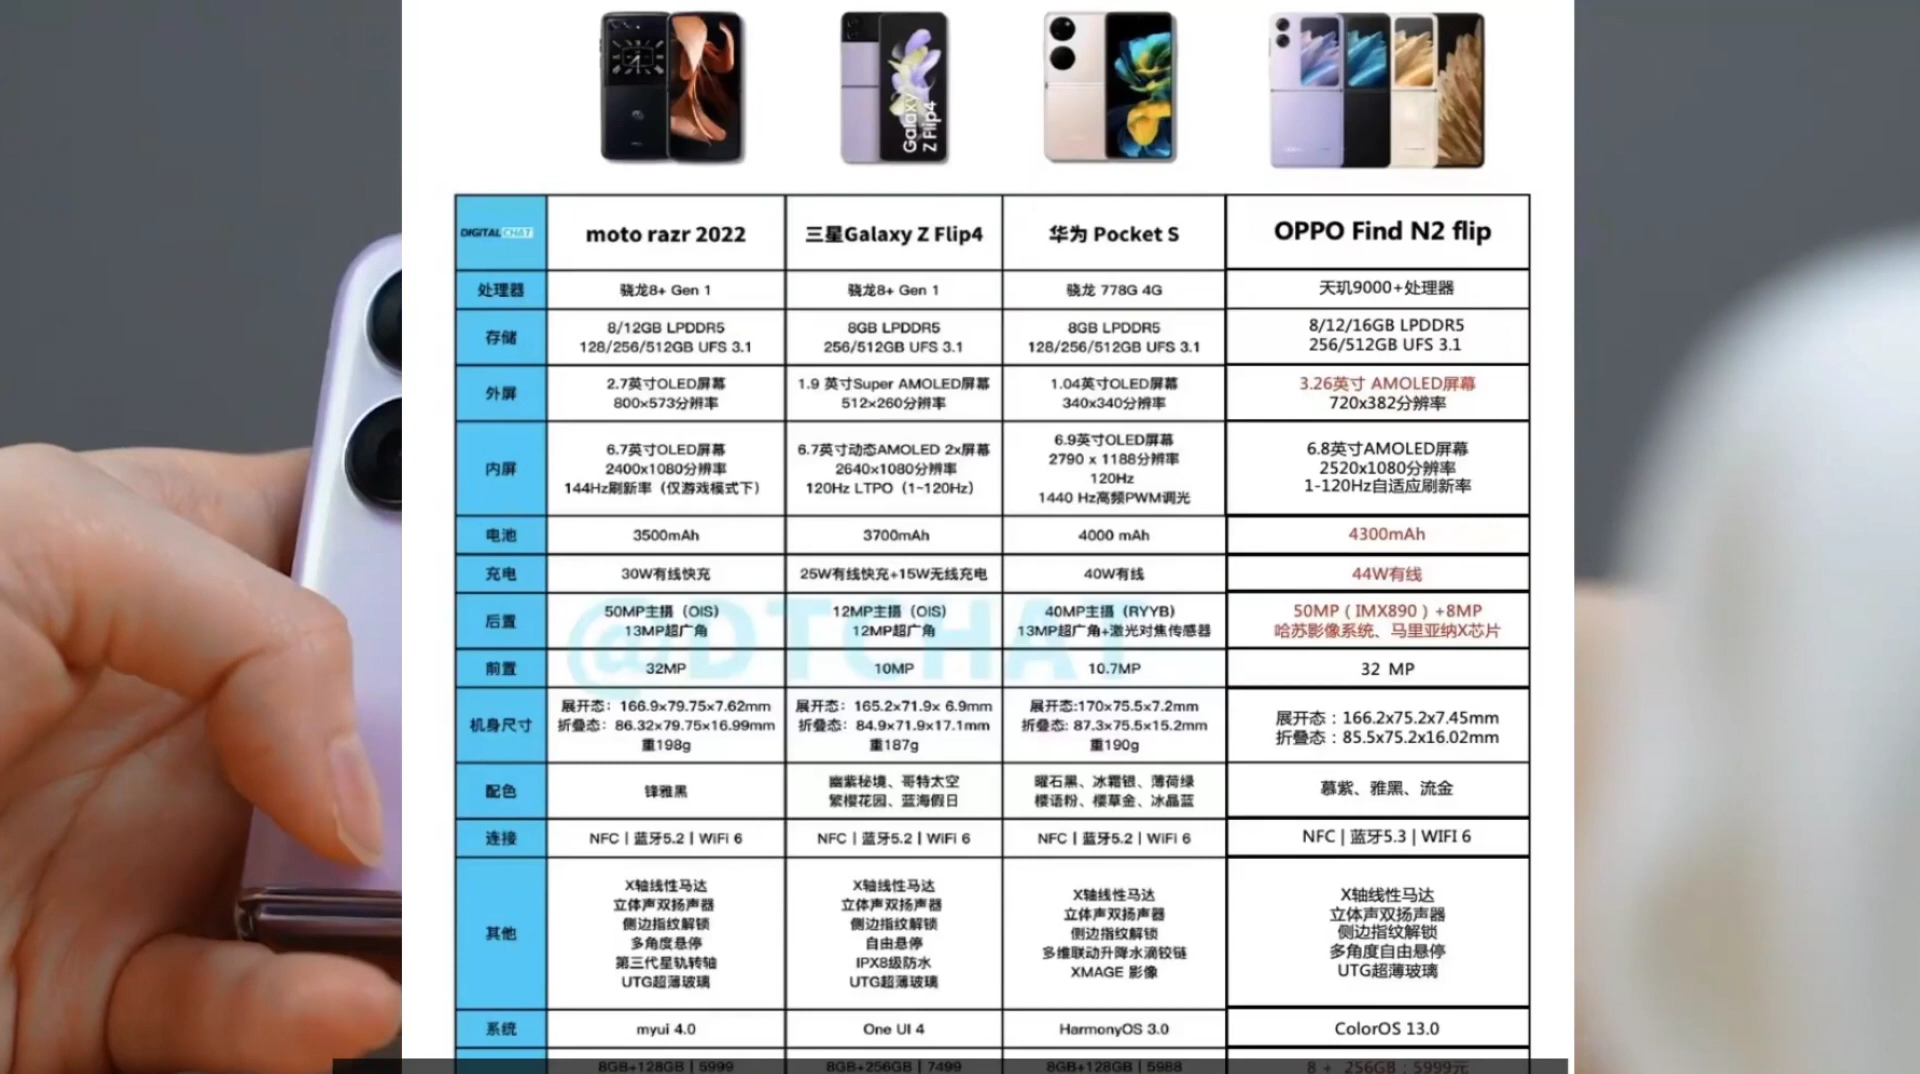 Galaxy
Z Flip4
DIGITAL CHAT
moto razr 2022
三星Galaxy Z Flip4
华为 Pocket S
OPPO Find N2 flip
处理器
骁龙8+ Gen 1
骁龙8+ Gen 1
骁龙 778G 4G
天玑9000+处理器
存储
8/12GB LPDDR5
128/256/512GB UFS 3.1
8GB LPDDR5
256/512GB UFS 3.1
8GB LPDDR5
128/256/512GB UFS 3.1
8/12/16GB LPDDR5
256/512GB UFS 3.1
外屏
2.7英寸OLED屏幕
800×573分辨率
1.9 英寸Super AMOLED屏幕
512×260分辨率
1.04英寸OLED屏幕
340x340分辨率
3.26英寸 AMOLED屏幕
720x382分辨率
内屏
6.7英寸OLED屏幕
2400x1080分辨率
144Hz刷新率（仅游戏模式下）
6.7英寸动态AMOLED 2x屏幕
2640×1080分辨率
120Hz LTPO（1~120Hz）
6.9英寸OLED屏幕
2790 x 1188分辨率
120Hz
1440 Hz高频PWM调光
6.8英寸AMOLED屏幕
2520x1080分辨率
1-120Hz自适应刷新率
电池
3500mAh
3700mAh
4000 mAh
4300mAh
充电
30W有线快充
25W有线快充+15W无线充电
40W有线
44W有线
后置
50MP主摄（OIS）
13MP超广角
12MP主摄（OIS）
12MP超广角
40MP主摄（RYYB）
13MP超广角+激光对焦传感器
50MP（IMX890）+8MP
哈苏影像系统、马里亚纳X芯片
@DTCHAT
前置
32MP
10MP
10.7MP
32 MP
机身尺寸
展开态：166.9×79.75×7.62mm
折叠态：86.32×79.75×16.99mm
重198g
展开态：165.2×71.9× 6.9mm
折叠态：84.9×71.9×17.1mm
重187g
展开态:170×75.5×7.2mm
折叠态: 87.3x75.5x15.2mm
重190g
展开态：166.2x75.2x7.45mm
折叠态：85.5x75.2x16.02mm
配色
锋雅黑
幽紫秘境、哥特太空
繁樱花园、蓝海假日
曜石黑、冰霜银、薄荷绿
樱语粉、樱草金、冰晶蓝
慕紫、雅黑、流金
连接
NFC | 蓝牙5.2 | WiFi 6
NFC | 蓝牙5.2 | WiFi 6
NFC | 蓝牙5.2 | WiFi 6
NFC | 蓝牙5.3 | WIFI 6
其他
X轴线性马达
立体声双扬声器
侧边指纹解锁
多角度悬停
第三代星轨转轴
UTG超薄玻璃
X轴线性马达
立体声双扬声器
侧边指纹解锁
自由悬停
IPX8级防水
UTG超薄玻璃
X轴线性马达
立体声双扬声器
侧边指纹解锁
多维联动升降水滴铰链
XMAGE 影像
X轴线性马达
立体声双扬声器
侧边指纹解锁
多角度自由悬停
UTG超薄玻璃
系统
myui 4.0
One UI 4
HarmonyOS 3.0
ColorOS 13.0
8GB+128GB | 5999
8GB+256GB | 7499
8GB+128GB | 5988
8 + 256GB：5999元